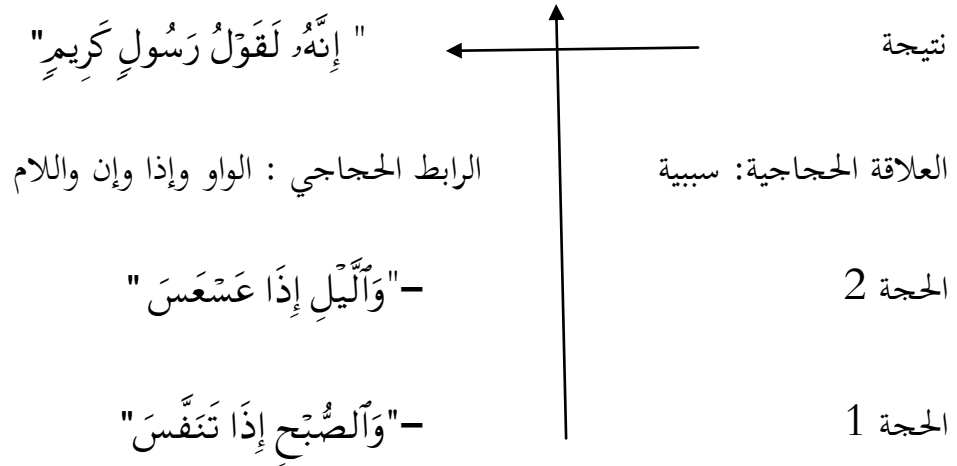 نتيجة " إِنَّهُۥ لَقَوۡلُ رَسُولٖ كَرِيمٖ"
العلاقة الحجاجية: سببية الرابط الحجاجي : الواو وإذا وإن واللام
الحجة 2 –"وَٱلَّيۡلِ إِذَا عَسۡعَسَ "
الحجة 1 –"وَٱلصُّبۡحِ إِذَا تَنَفَّسَ"